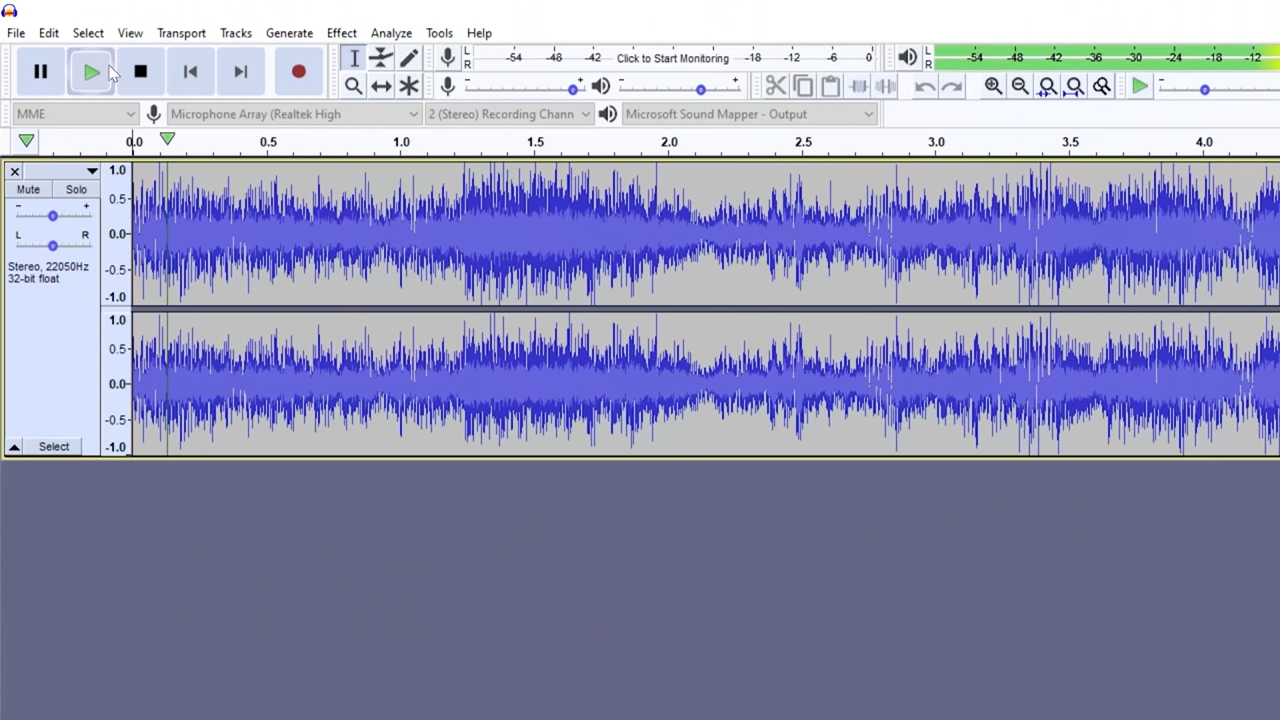 File Edit Select View Transport Tracks Generate Effect Analyze Tools Help
L R -54 -48 -42 Click to Start Monitoring -18 -12 -6 0 L R -54 -48 -42 -36 -30 -24 -18 -12
- + - +
MME Microphone Array (Realtek High 2 (Stereo) Recording Chann Microsoft Sound Mapper - Output
0.0 0.5 1.0 1.5 2.0 2.5 3.0 3.5 4.0
1.0
Mute Solo
0.5
- +
L R
0.0
Stereo, 22050Hz
32-bit float
-0.5
-1.0
1.0
0.5
0.0
-0.5
Select
-1.0